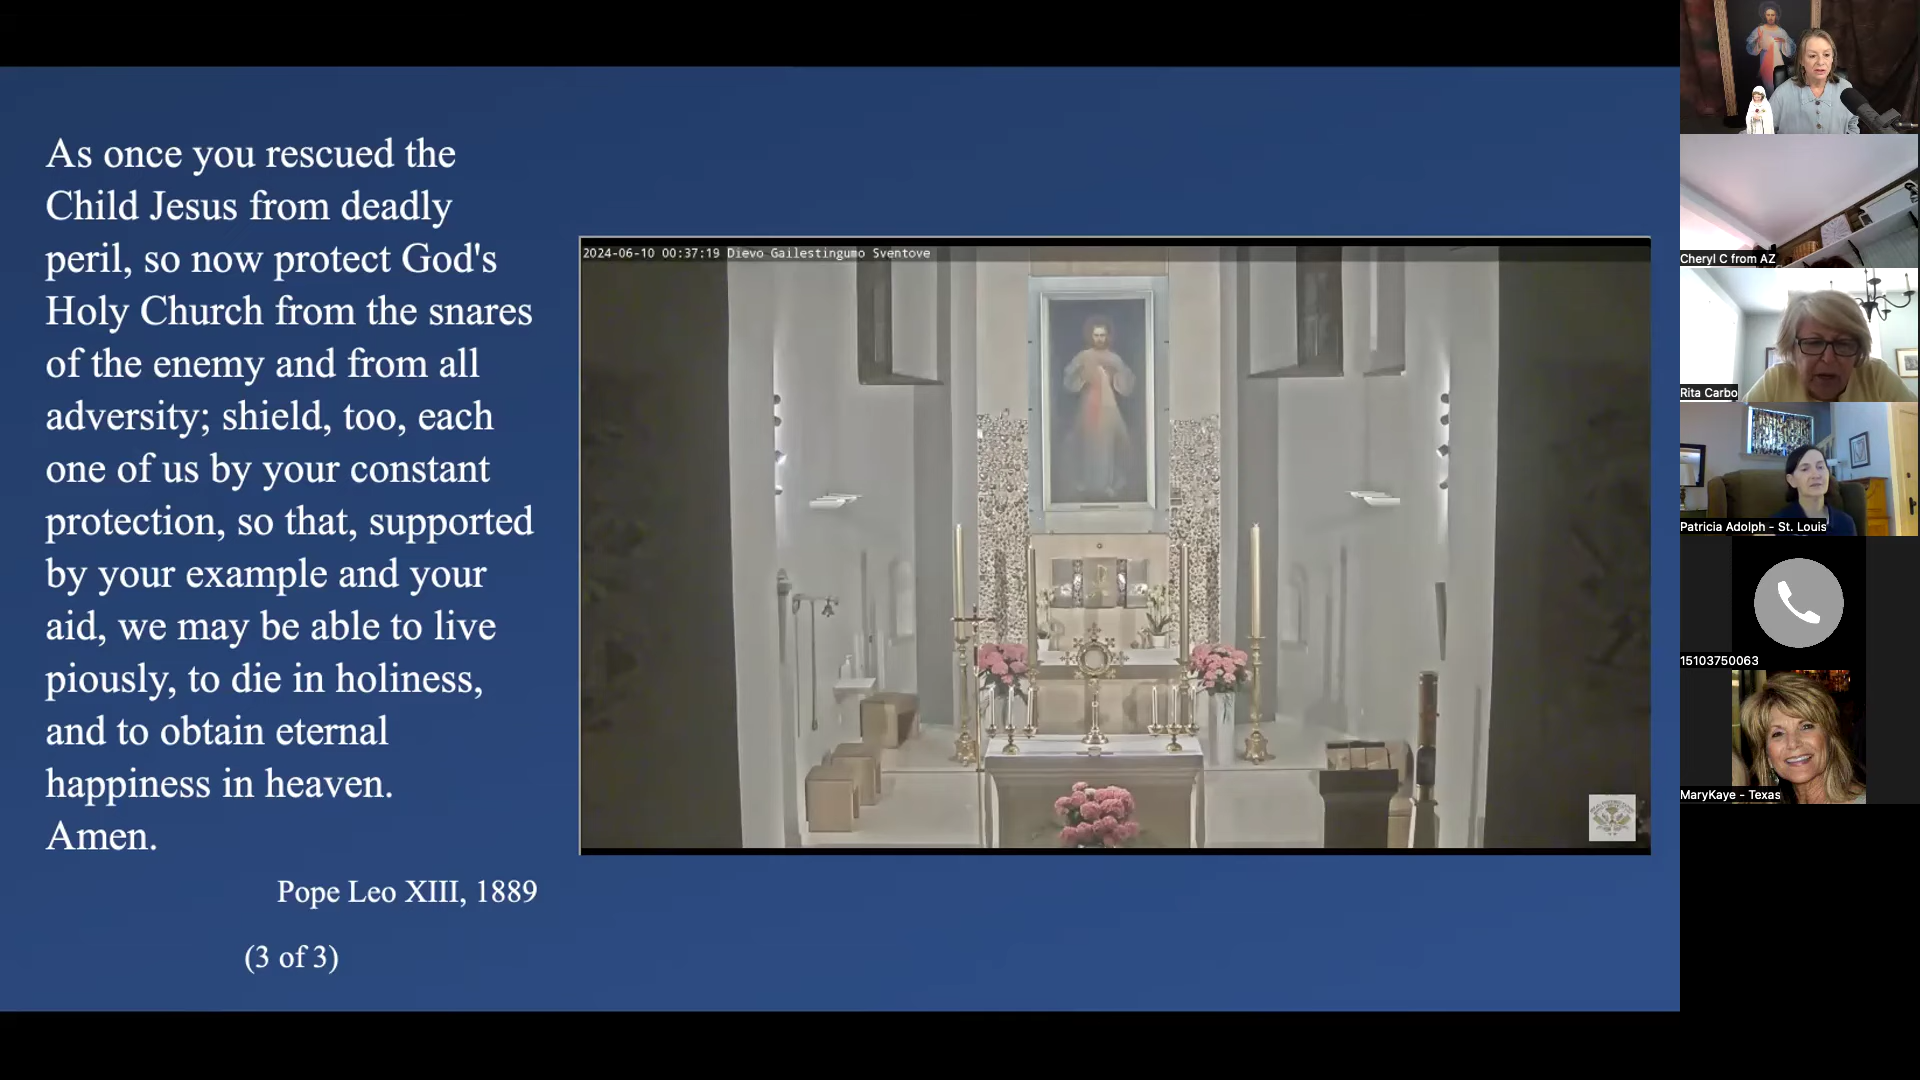 As once you rescued the
Child Jesus from deadly
peril, so now protect God's
Holy Church from the snares
of the enemy and from all
adversity; shield, too, each
one of us by your constant
protection, so that, supported
by your example and your
aid, we may be able to live
piously, to die in holiness,
and to obtain eternal
happiness in heaven.
Amen.
Pope Leo XIII, 1889
(3 of 3)
2024-06-10 00:37:19 Dievo Gailestingumo Sventove
Cheryl C from AZ
Rita Carbo
Patricia Adolph - St. Louis
15103750063
MaryKaye - Texas